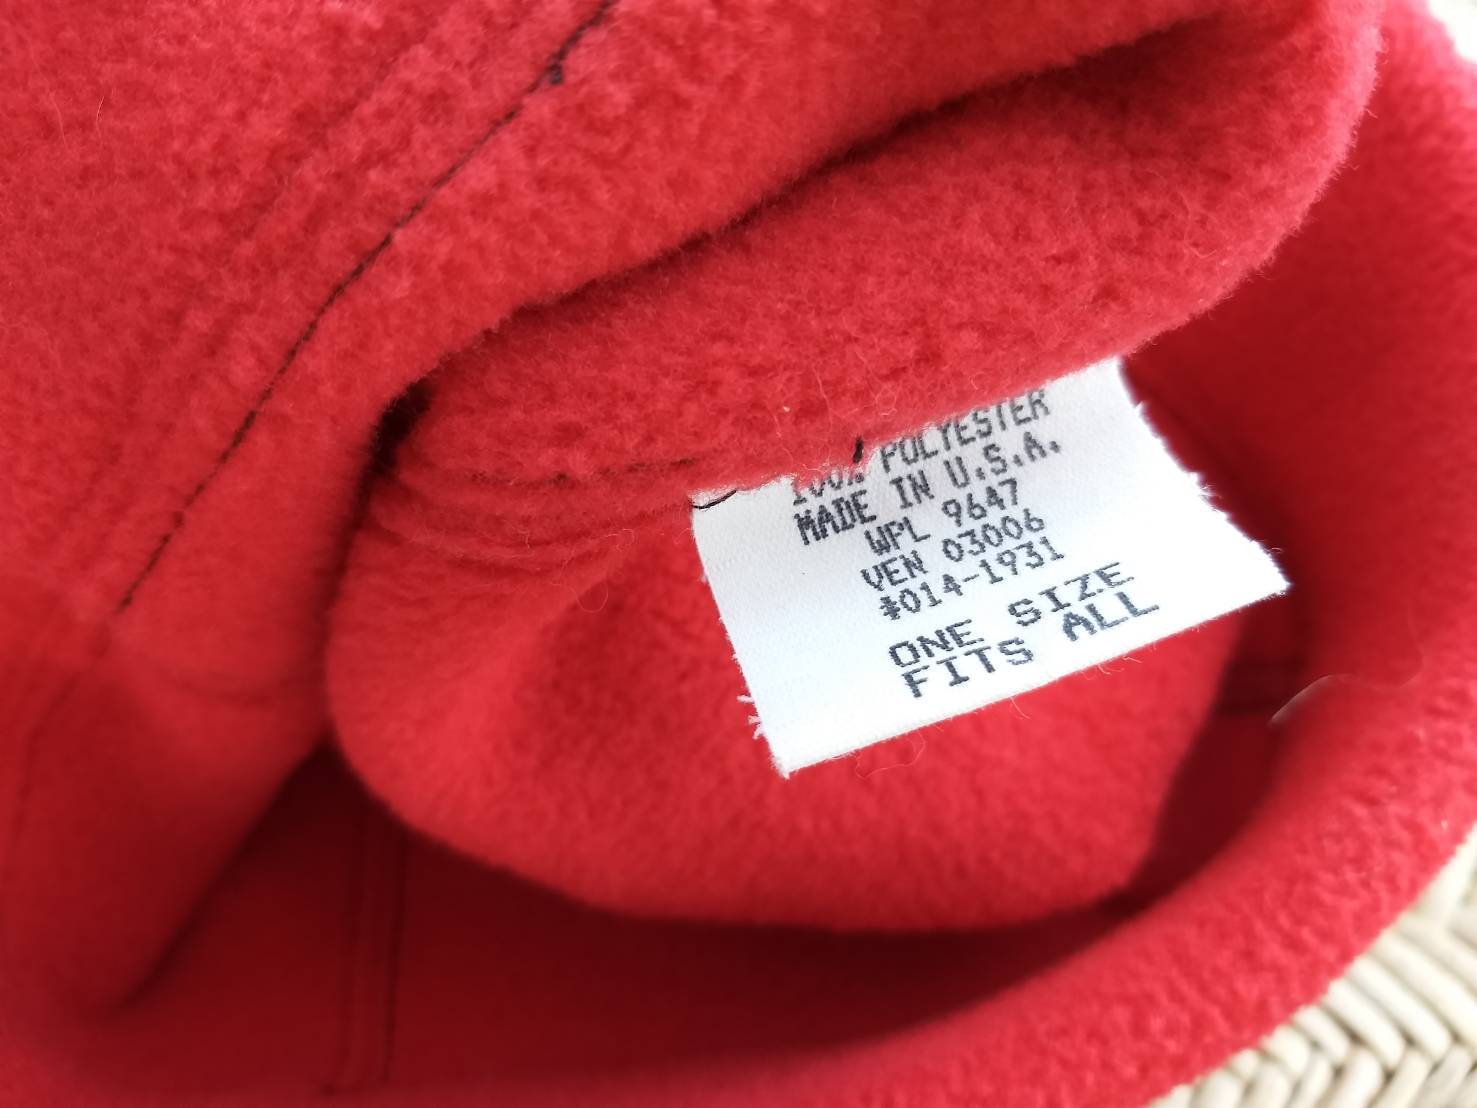 100% POLYESTER
MADE IN U.S.A.
WPL 9647
VEN 03006
#014-1931
ONE SIZE
FITS ALL